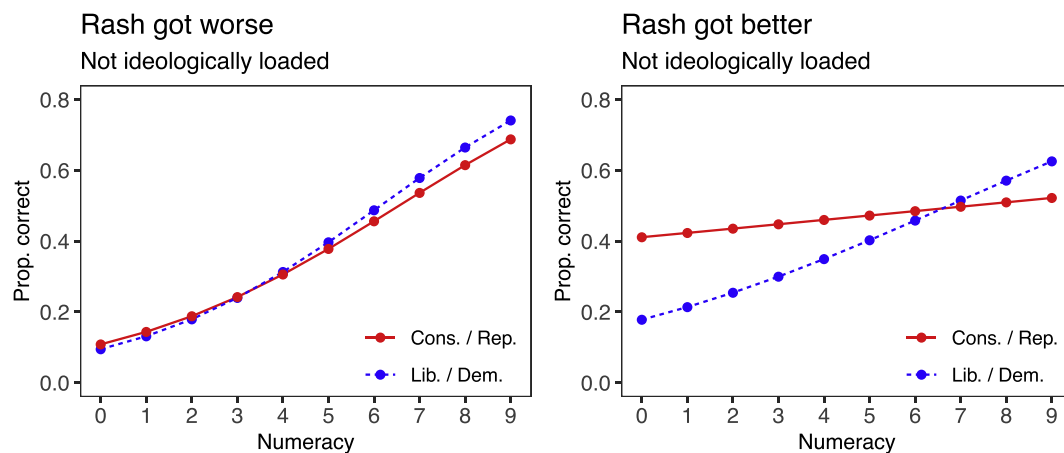 Rash got worse
Not ideologically loaded
0.8
0.6
0.4
0.2
0.0
Prop. correct
Cons. / Rep.
Lib. / Dem.
0 1 2 3 4 5 6 7 8 9
Numeracy
Rash got better
Not ideologically loaded
0.8
0.6
0.4
0.2
0.0
Prop. correct
Cons. / Rep.
Lib. / Dem.
0 1 2 3 4 5 6 7 8 9
Numeracy